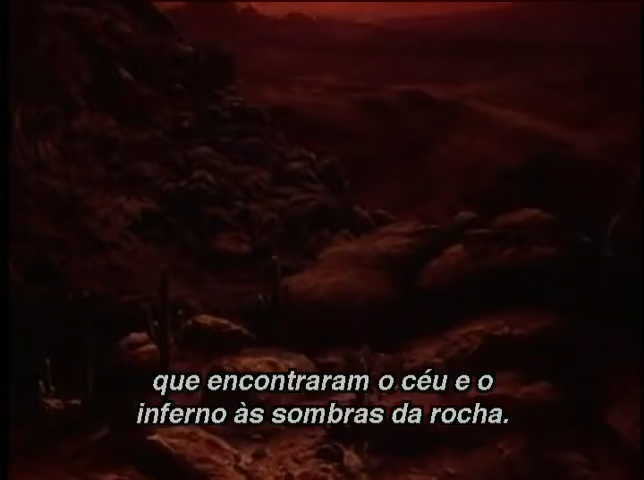 que encontraram o céu e o
inferno às sombras da rocha.